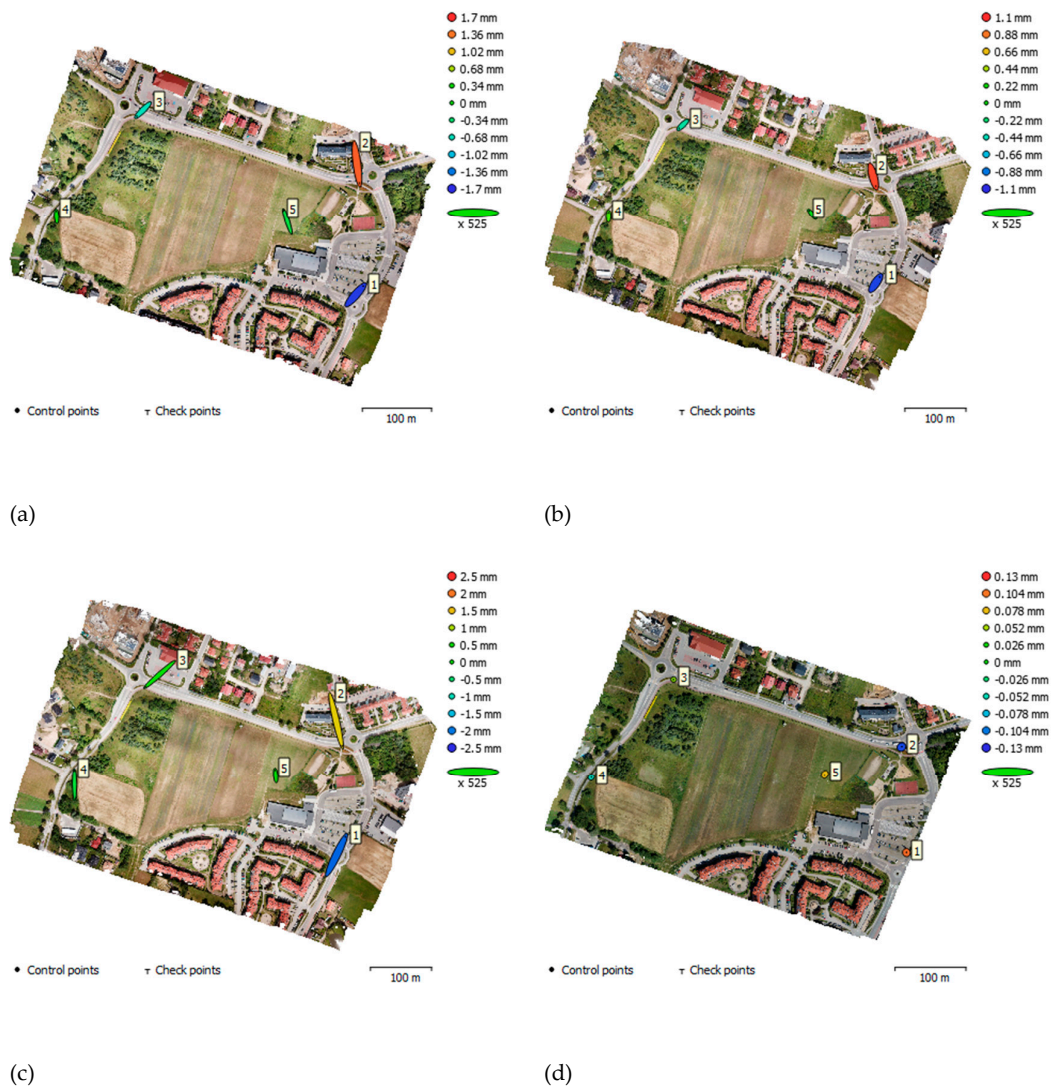 1.7 mm
1.36 mm
1.02 mm
0.68 mm
0.34 mm
0 mm
-0.34 mm
-0.68 mm
-1.02 mm
-1.36 mm
-1.7 mm
x 525
3
2
4
5
1
Control points
Check points
100 m
(a)
1.1 mm
0.88 mm
0.66 mm
0.44 mm
0.22 mm
0 mm
-0.22 mm
-0.44 mm
-0.66 mm
-0.88 mm
-1.1 mm
x 525
3
2
4
5
1
Control points
Check points
100 m
(b)
2.5 mm
2 mm
1.5 mm
1 mm
0.5 mm
0 mm
-0.5 mm
-1 mm
-1.5 mm
-2 mm
-2.5 mm
x 525
3
2
4
5
1
Control points
Check points
100 m
(c)
0.13 mm
0.104 mm
0.078 mm
0.052 mm
0.026 mm
0 mm
-0.026 mm
-0.052 mm
-0.078 mm
-0.104 mm
-0.13 mm
x 525
3
2
4
5
1
Control points
Check points
100 m
(d)